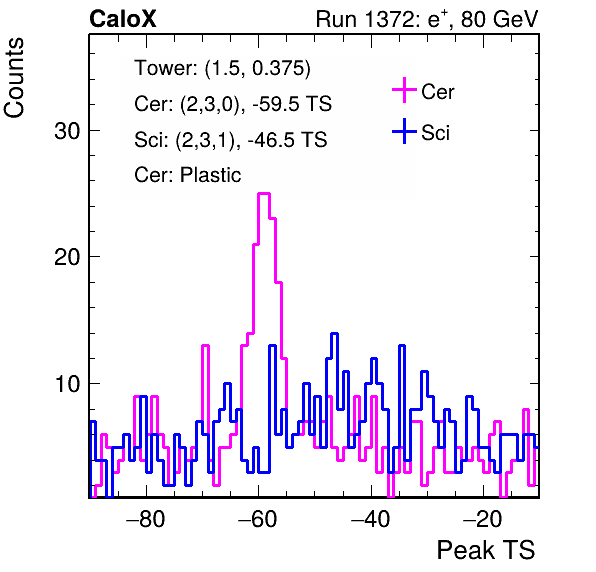 CaloX Run 1372: e⁺, 80 GeV
Counts
Tower: (1.5, 0.375)
Cer: (2,3,0), -59.5 TS
Sci: (2,3,1), -46.5 TS
Cer: Plastic
Cer
Sci
30
20
10
−80 −60 −40 −20
Peak TS